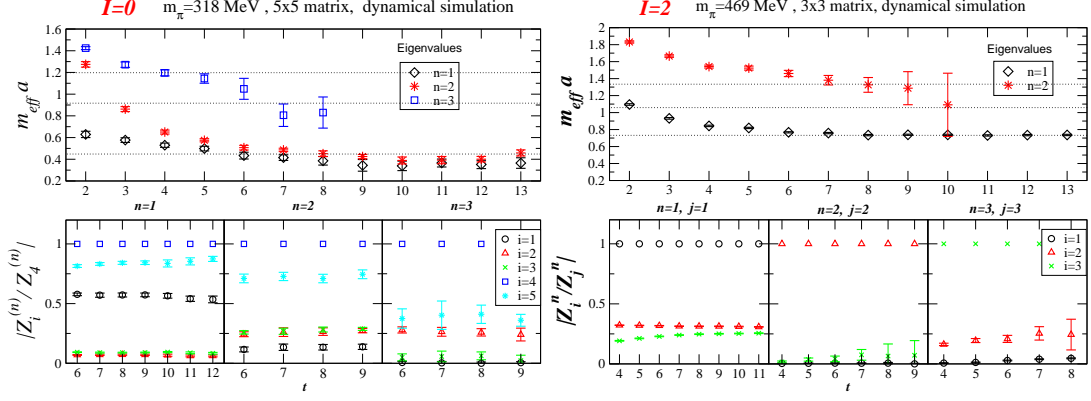 I=0 m_π=318 MeV , 5x5 matrix, dynamical simulation
1.6
1.4
1.2
1
0.8
0.6
0.4
0.2
0
m_eff a
Eigenvalues
n=1
n=2
n=3
2 3 4 5 6 7 8 9 10 11 12 13
n=1 n=2 n=3
1
0.5
0
|Z_i^(n)/Z_4^(n)|
i=1
i=2
i=3
i=4
i=5
6 7 8 9 10 11 12 6 7 8 9 6 7 8 9
t
I=2 m_π=469 MeV , 3x3 matrix, dynamical simulation
2
1.8
1.6
1.4
1.2
1
0.8
0.6
0.4
0.2
m_eff a
Eigenvalues
n=1
n=2
2 3 4 5 6 7 8 9 10 11 12 13
n=1, j=1 n=2, j=2 n=3, j=3
1
0.5
0
|Z_i^n/Z_j^n|
i=1
i=2
i=3
4 5 6 7 8 9 10 11 4 5 6 7 8 9 4 5 6 7 8
t